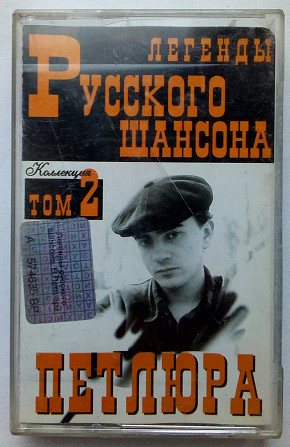 ЛЕГЕНДЫ
РУССКОГО
ШАНСОНА
Коллекция
ТОМ 2
ПЕТЛЮРА